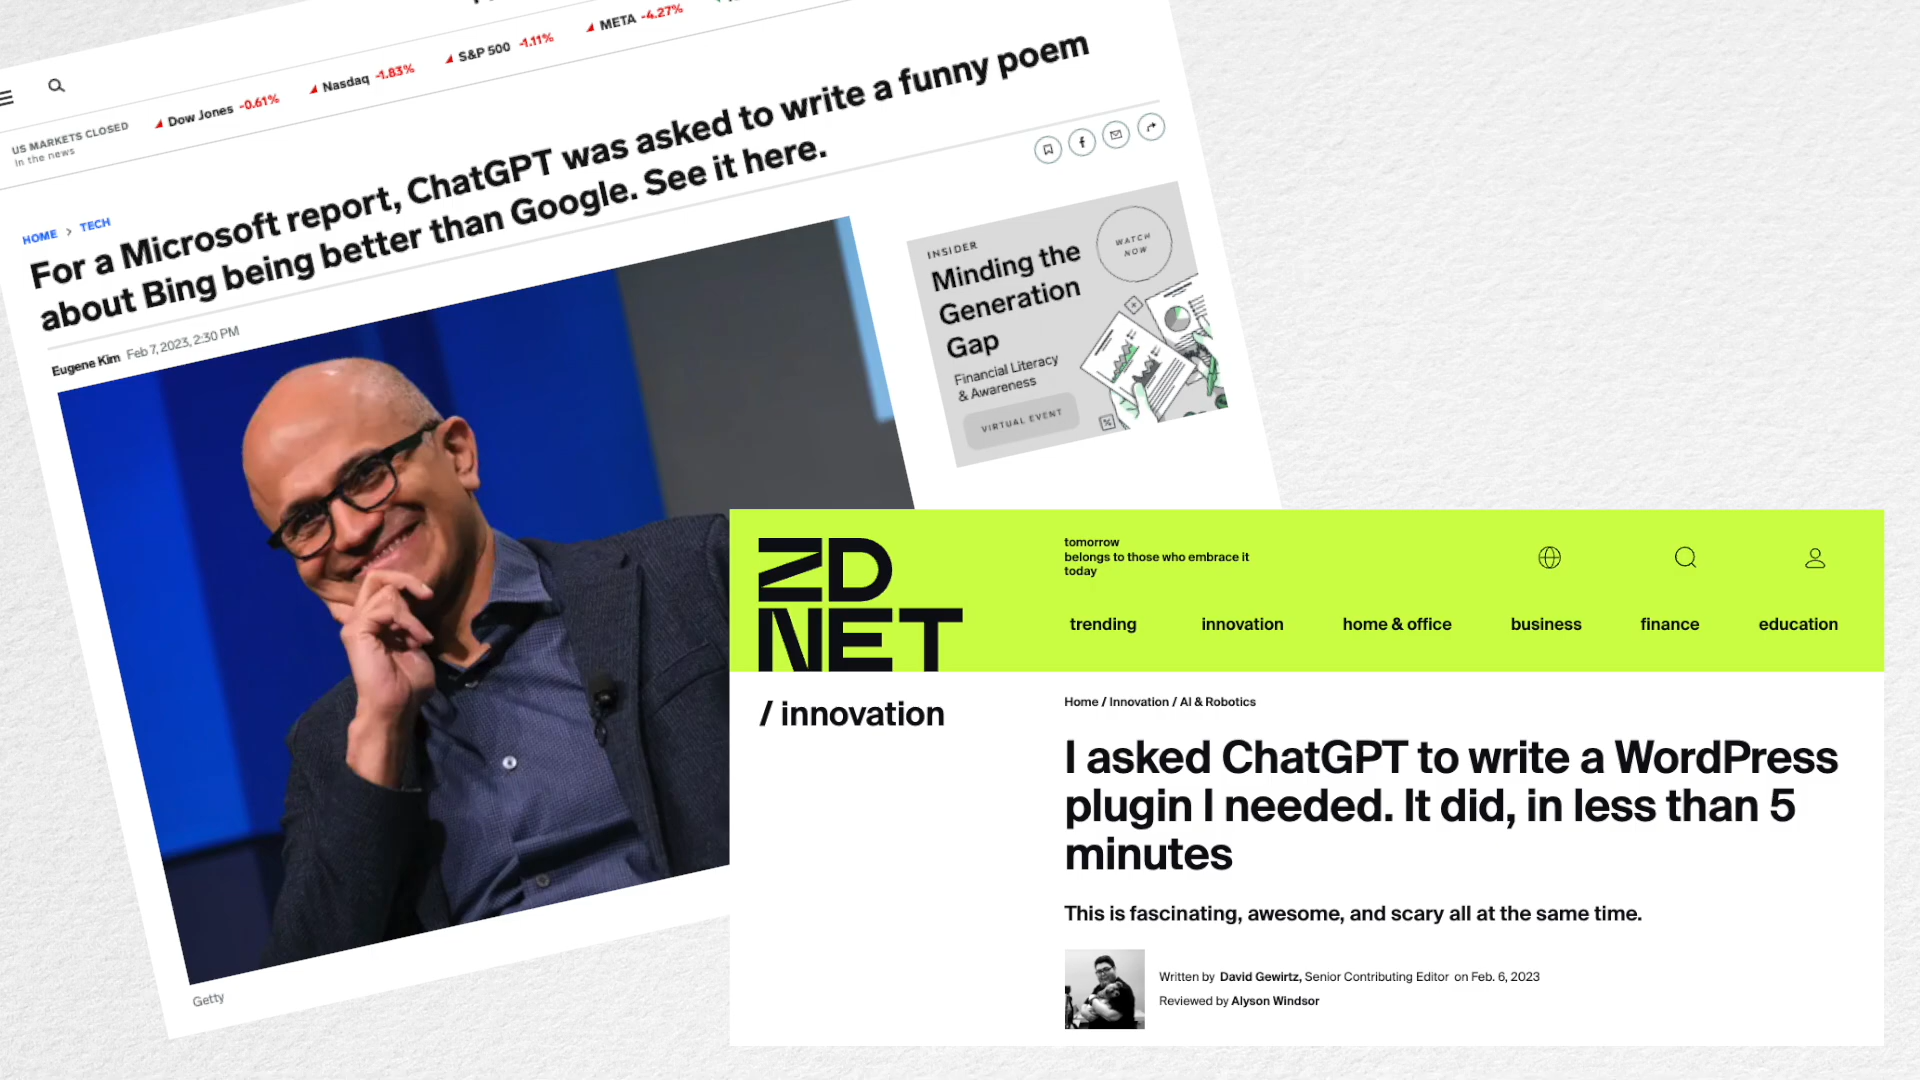 US MARKETS CLOSED
In the news
Dow Jones -0.61%
Nasdaq -1.83%
S&P 500 -1.11%
META -4.27%
HOME > TECH
For a Microsoft report, ChatGPT was asked to write a funny poem
about Bing being better than Google. See it here.
Eugene Kim Feb 7, 2023, 2:30 PM
INSIDER
Minding the
Generation
Gap
Financial Literacy
& Awareness
VIRTUAL EVENT
WATCH
NOW
Getty
ZD
NET
tomorrow
belongs to those who embrace it
today
trending innovation home & office business finance education
/ innovation
Home / Innovation / AI & Robotics
I asked ChatGPT to write a WordPress
plugin I needed. It did, in less than 5
minutes
This is fascinating, awesome, and scary all at the same time.
Written by David Gewirtz, Senior Contributing Editor on Feb. 6, 2023
Reviewed by Alyson Windsor